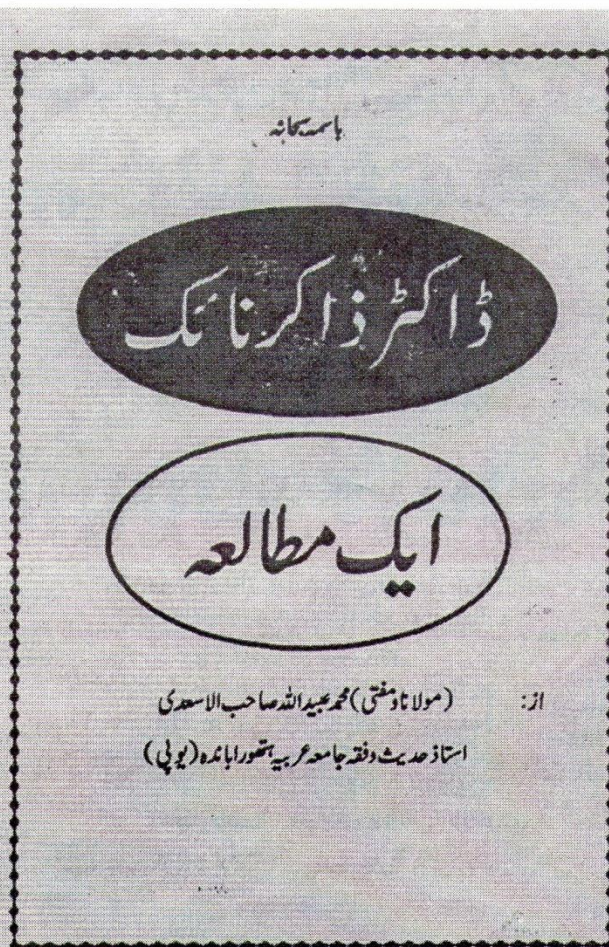 باسمہ سبحانہ
ڈاکٹر ذاکر نائک
ایک مطالعہ
از: (مولانا و مفتی) محمد عبید اللہ صاحب الاسعدی
استاذ حدیث و فقہ جامعہ عربیہ ہتھورا باندہ (یوپی)